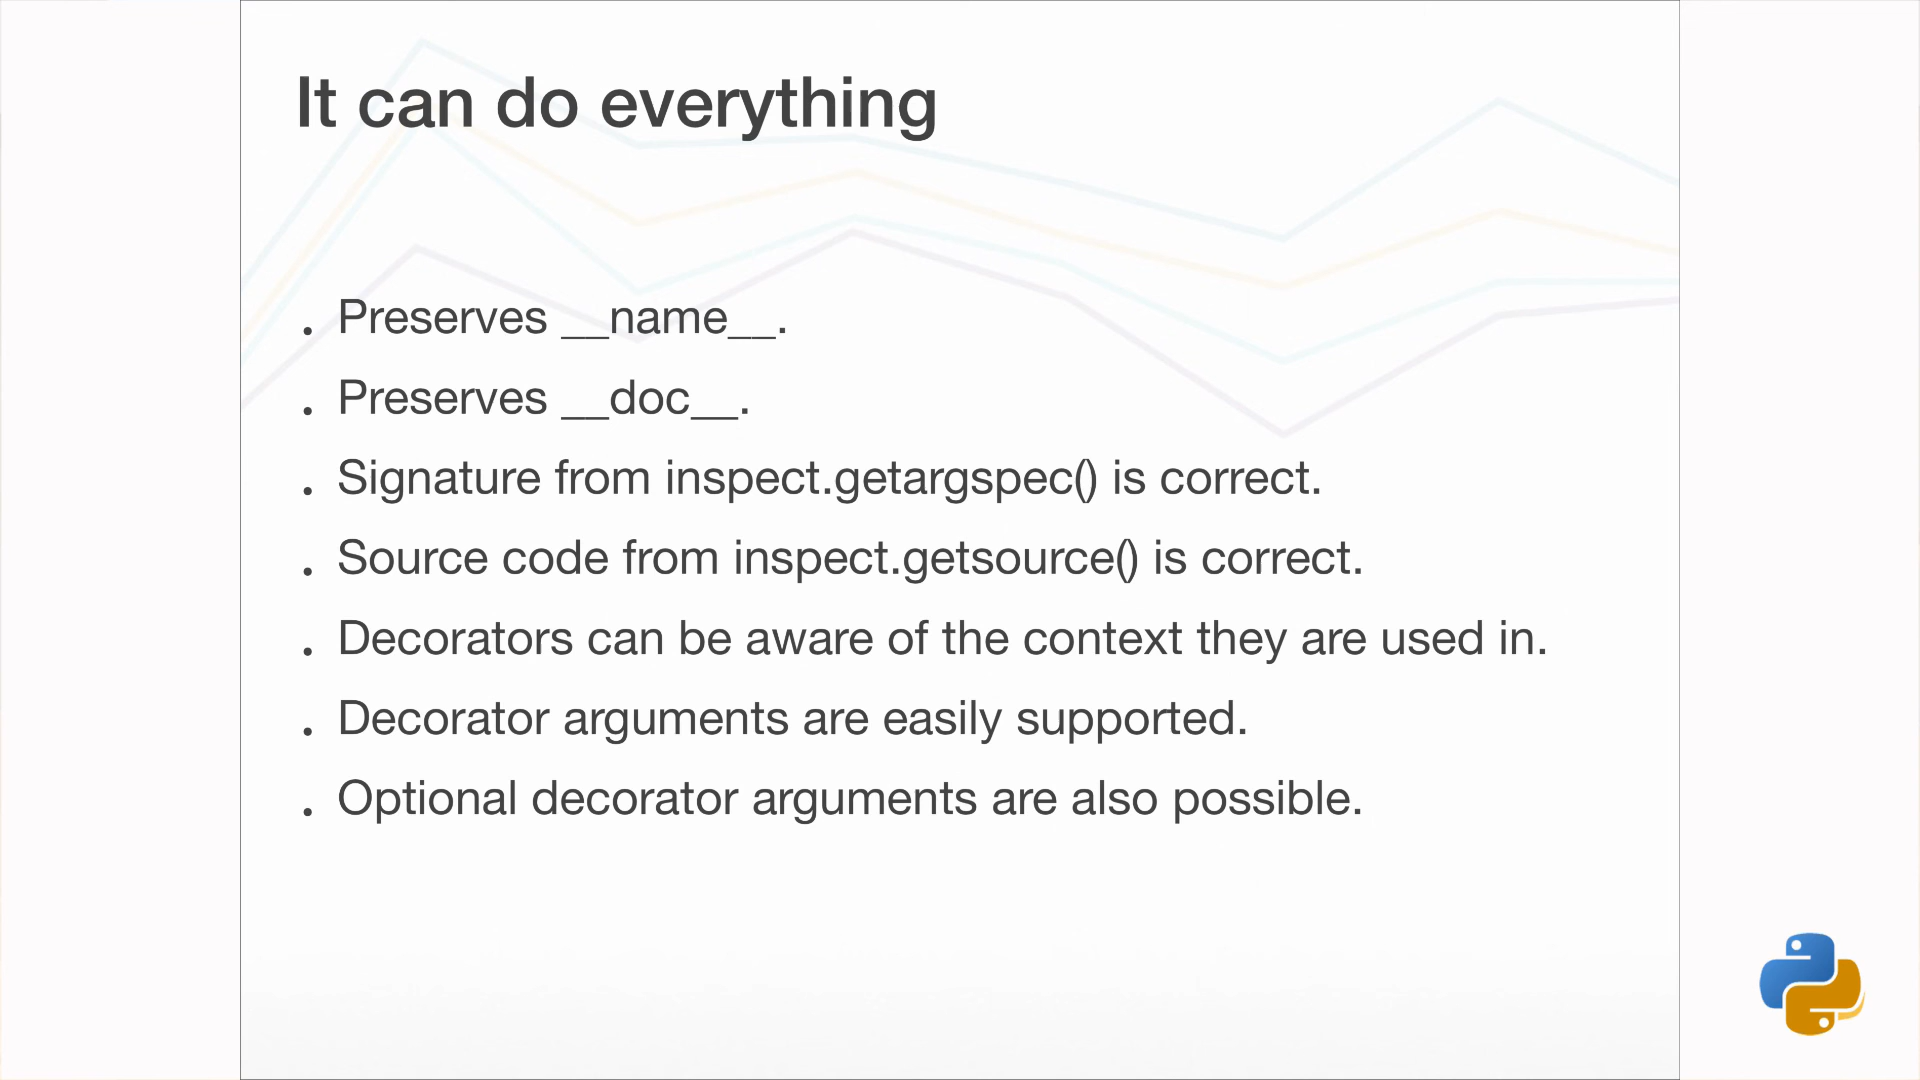 It can do everything
. Preserves __name__.
. Preserves __doc__.
. Signature from inspect.getargspec() is correct.
. Source code from inspect.getsource() is correct.
. Decorators can be aware of the context they are used in.
. Decorator arguments are easily supported.
. Optional decorator arguments are also possible.